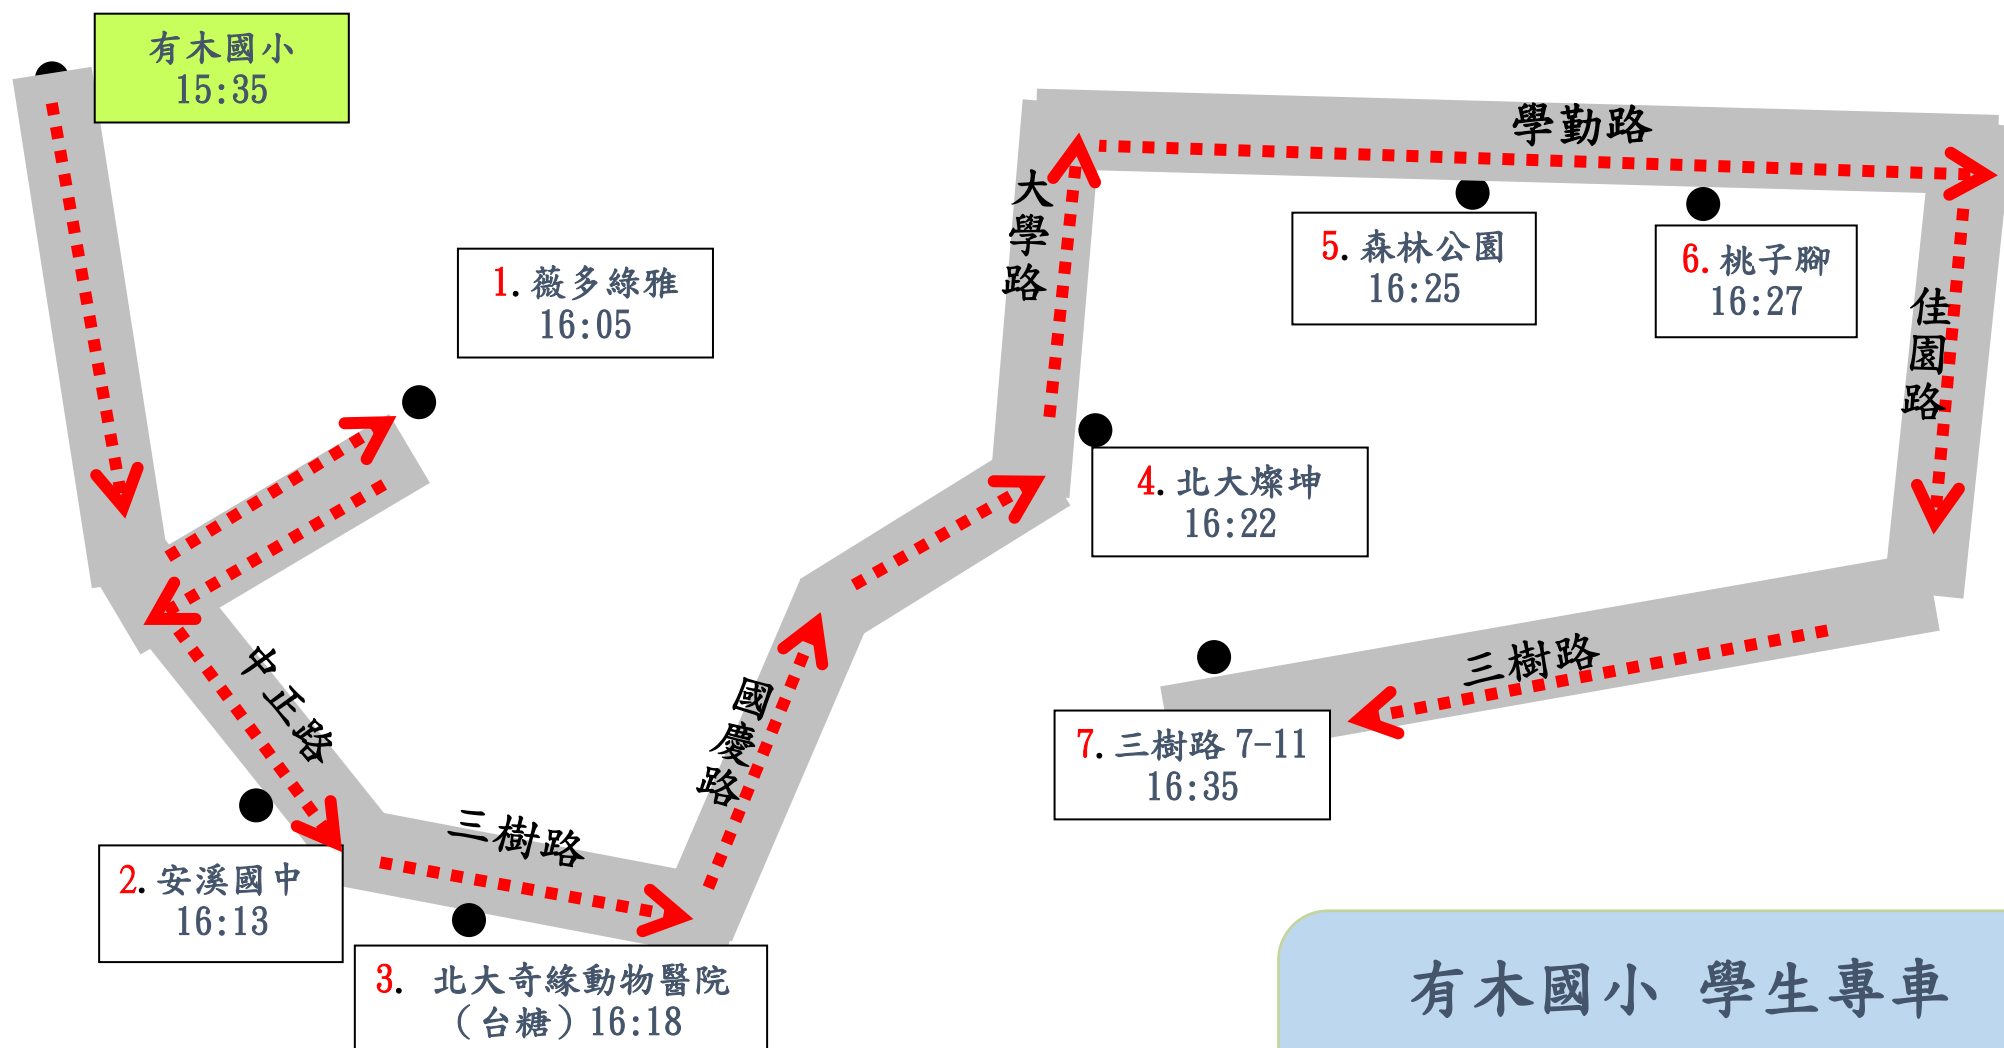 有木國小
15:35
1.薇多綠雅
16:05
中正路
2.安溪國中
16:13
三樹路
3. 北大奇緣動物醫院
（台糖）16:18
國慶路
4.北大燦坤
16:22
大學路
學勤路
5.森林公園
16:25
6.桃子腳
16:27
佳園路
三樹路
7.三樹路 7-11
16:35
有木國小 學生專車